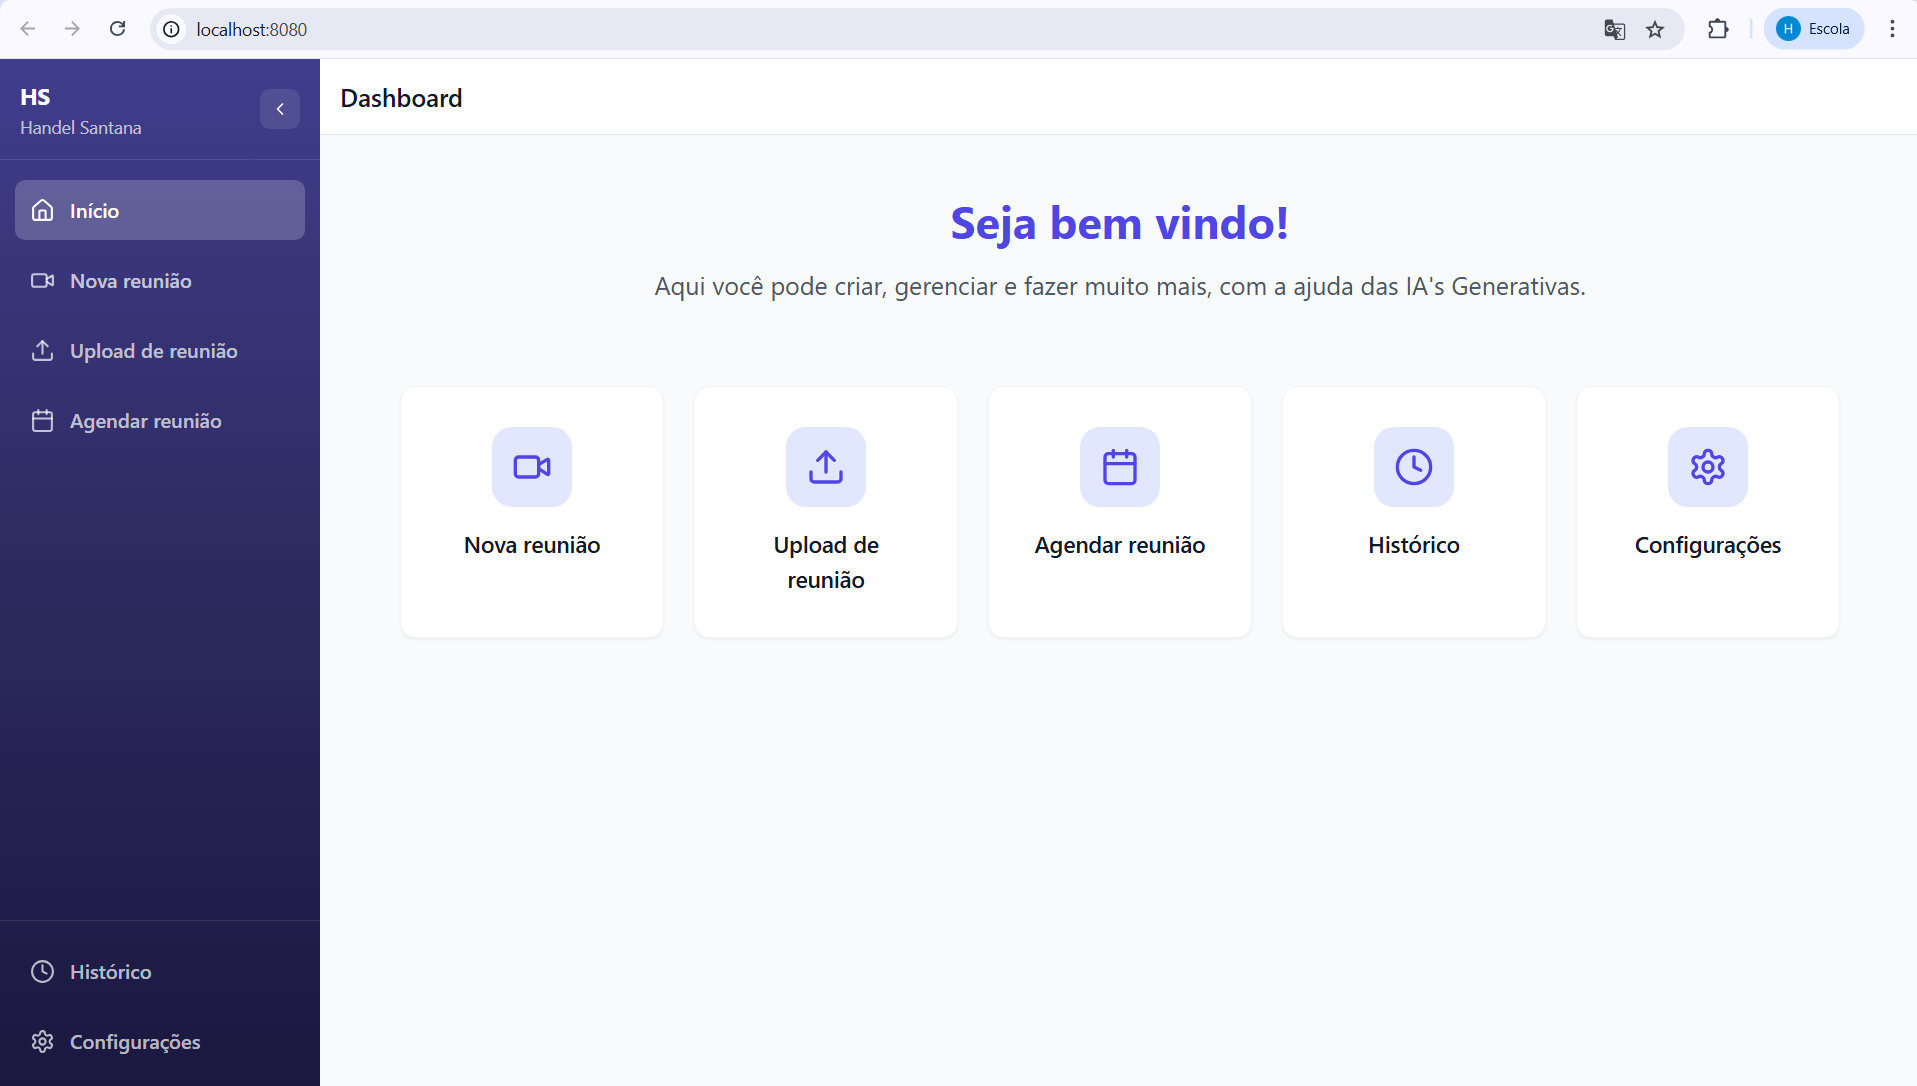 localhost:8080
H Escola
HS
Handel Santana
Início
Nova reunião
Upload de reunião
Agendar reunião
Histórico
Configurações
Dashboard
Seja bem vindo!
Aqui você pode criar, gerenciar e fazer muito mais, com a ajuda das IA's Generativas.
Nova reunião
Upload de
reunião
Agendar reunião
Histórico
Configurações